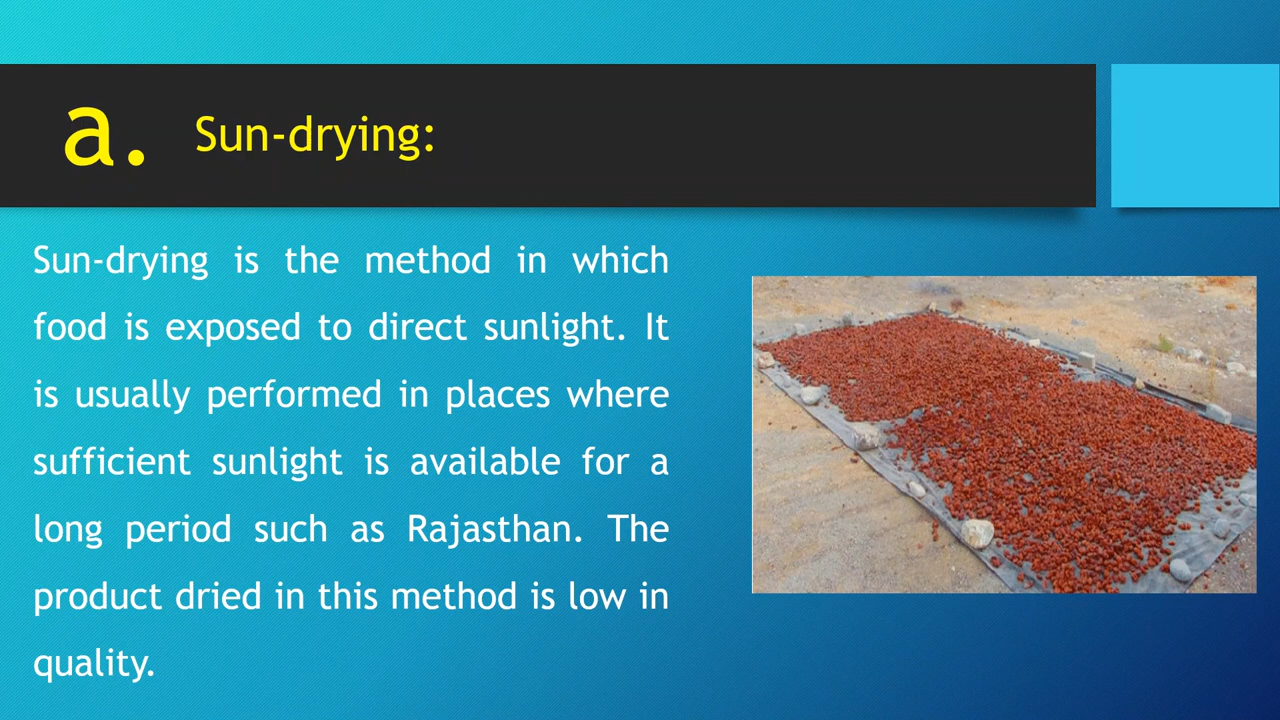 a. Sun-drying:
Sun-drying is the method in which
food is exposed to direct sunlight. It
is usually performed in places where
sufficient sunlight is available for a
long period such as Rajasthan. The
product dried in this method is low in
quality.